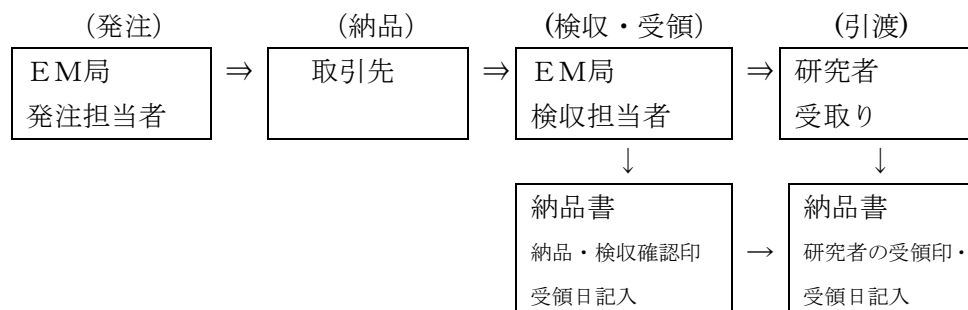 (発注) (納品) (検収・受領) (引渡)
ＥＭ局 ⇒ 取引先 ⇒ ＥＭ局 ⇒ 研究者
発注担当者 検収担当者 受取り
↓ ↓
納品書 納品書
納品・検収確認印 → 研究者の受領印・
受領日記入 受領日記入